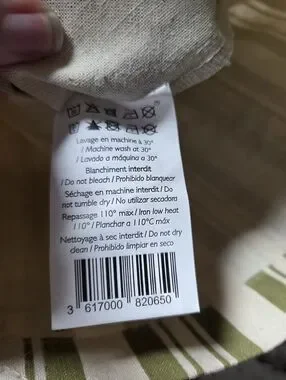 Lavage en machine à 30°
/ Machine wash at 30°
/ Lavado a máquina a 30°
Blanchiment interdit
/ Do not bleach / Prohibido blanquear
Séchage en machine interdit / Do
not tumble dry / No utilizar secadora
Repassage 110° max./ Iron low heat
110° / Planchar a 110°C máx
Nettoyage à sec interdit / Do not dry
clean / Prohibido limpiar en seco
3 617000 820650